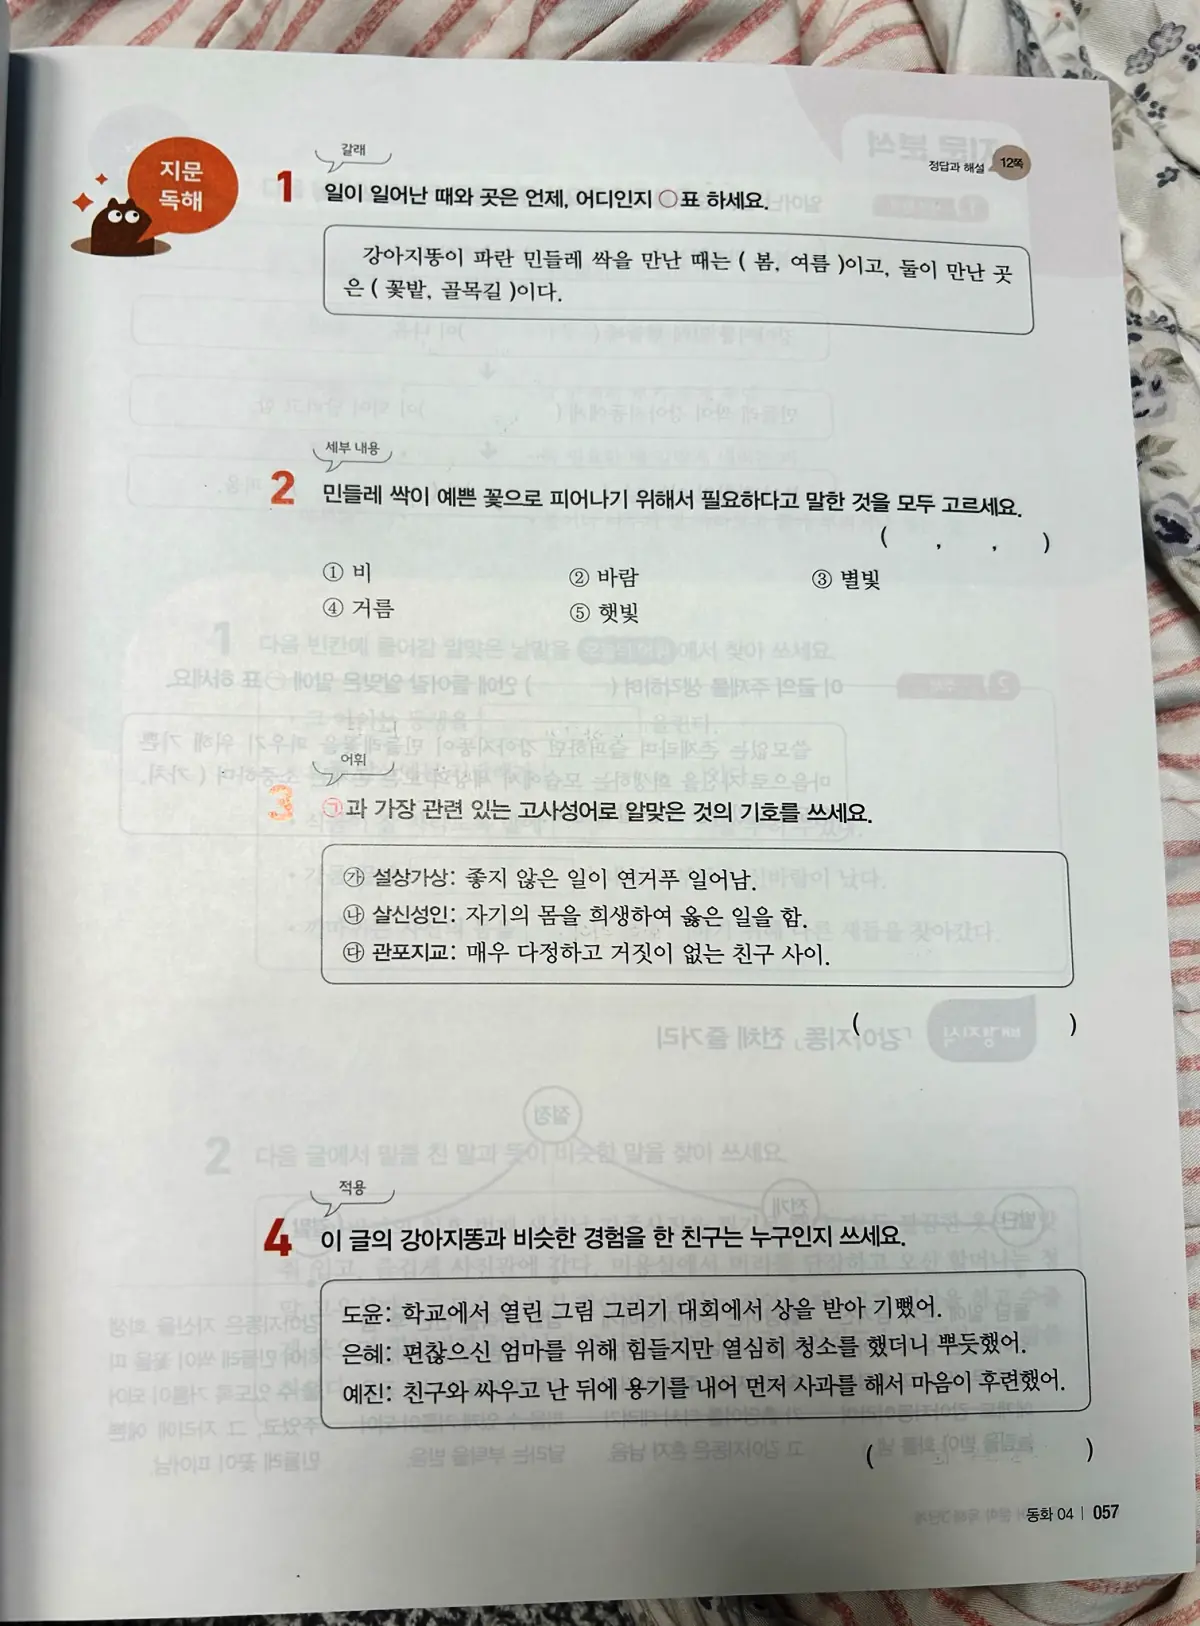 지문
독해
정답과 해설 12쪽
갈래
1 일이 일어난 때와 곳은 언제, 어디인지 ○표 하세요.
강아지똥이 파란 민들레 싹을 만난 때는 ( 봄, 여름 )이고, 둘이 만난 곳
은 ( 꽃밭, 골목길 )이다.
세부 내용
2 민들레 싹이 예쁜 꽃으로 피어나기 위해서 필요하다고 말한 것을 모두 고르세요.
( , , )
① 비 ② 바람 ③ 별빛
④ 거름 ⑤ 햇빛
어휘
3 ㉠과 가장 관련 있는 고사성어로 알맞은 것의 기호를 쓰세요.
㉮ 설상가상: 좋지 않은 일이 연거푸 일어남.
㉯ 살신성인: 자기의 몸을 희생하여 옳은 일을 함.
㉰ 관포지교: 매우 다정하고 거짓이 없는 친구 사이.
( )
적용
4 이 글의 강아지똥과 비슷한 경험을 한 친구는 누구인지 쓰세요.
도윤: 학교에서 열린 그림 그리기 대회에서 상을 받아 기뻤어.
은혜: 편찮으신 엄마를 위해 힘들지만 열심히 청소를 했더니 뿌듯했어.
예진: 친구와 싸우고 난 뒤에 용기를 내어 먼저 사과를 해서 마음이 후련했어.
( )
동화 04 | 057